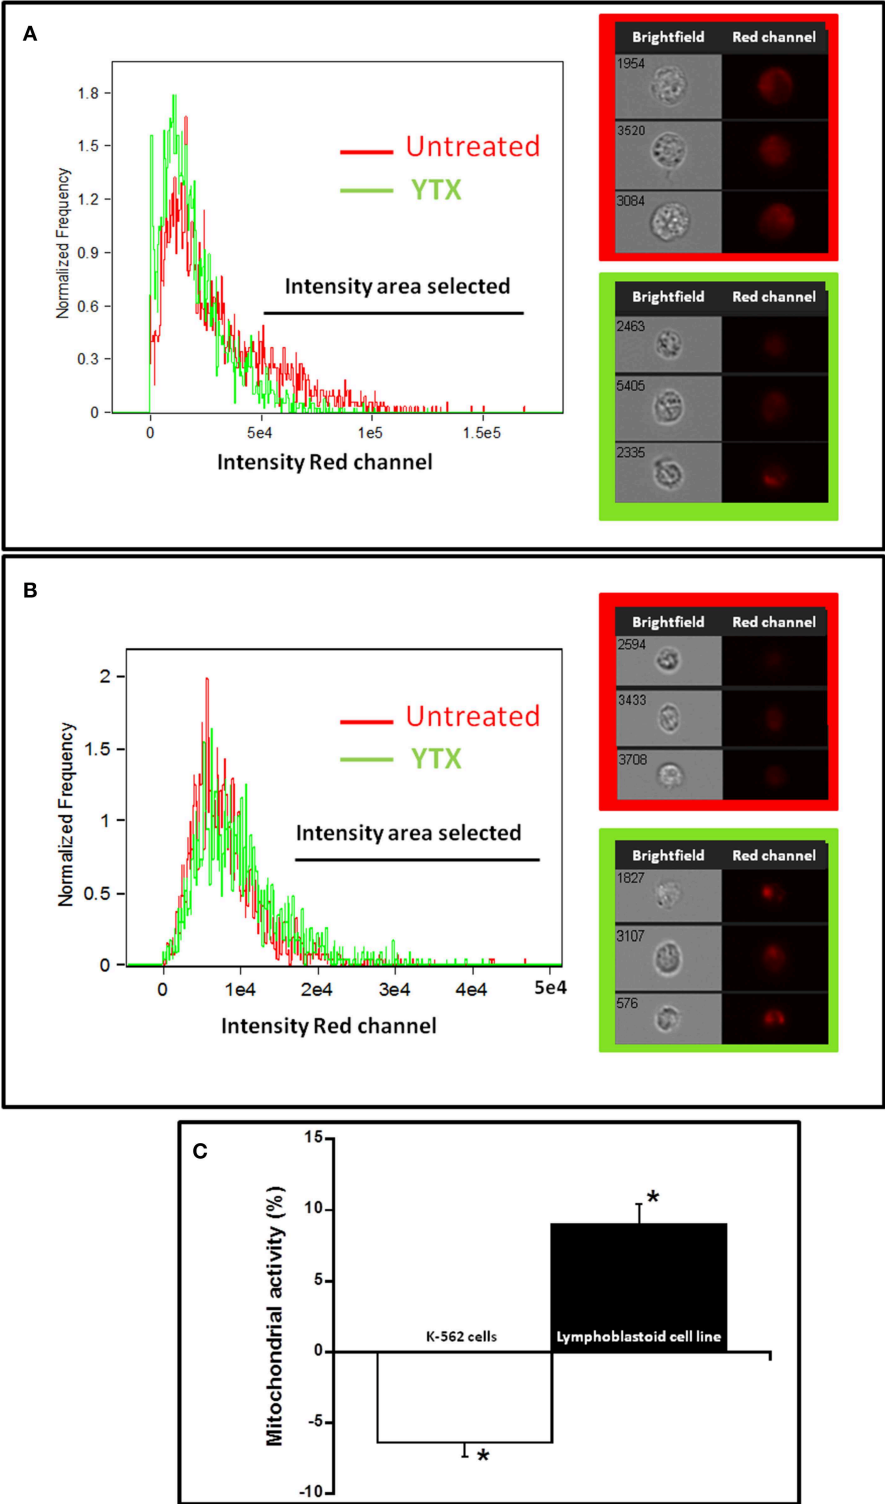 A
Normalized Frequency
1.8
1.5
1.2
0.9
0.6
0.3
0
0 5e4 1e5 1.5e5
Intensity Red channel
Untreated
YTX
Intensity area selected
Brightfield Red channel
1954
3520
3084
Brightfield Red channel
2463
5405
2335
B
Normalized Frequency
2
1.5
1
0.5
0
0 1e4 2e4 3e4 4e4 5e4
Intensity Red channel
Untreated
YTX
Intensity area selected
Brightfield Red channel
2594
3433
3708
Brightfield Red channel
1827
3107
576
C
Mitochondrial activity (%)
15
10
5
0
-5
-10
K-562 cells
Lymphoblastoid cell line
*
*